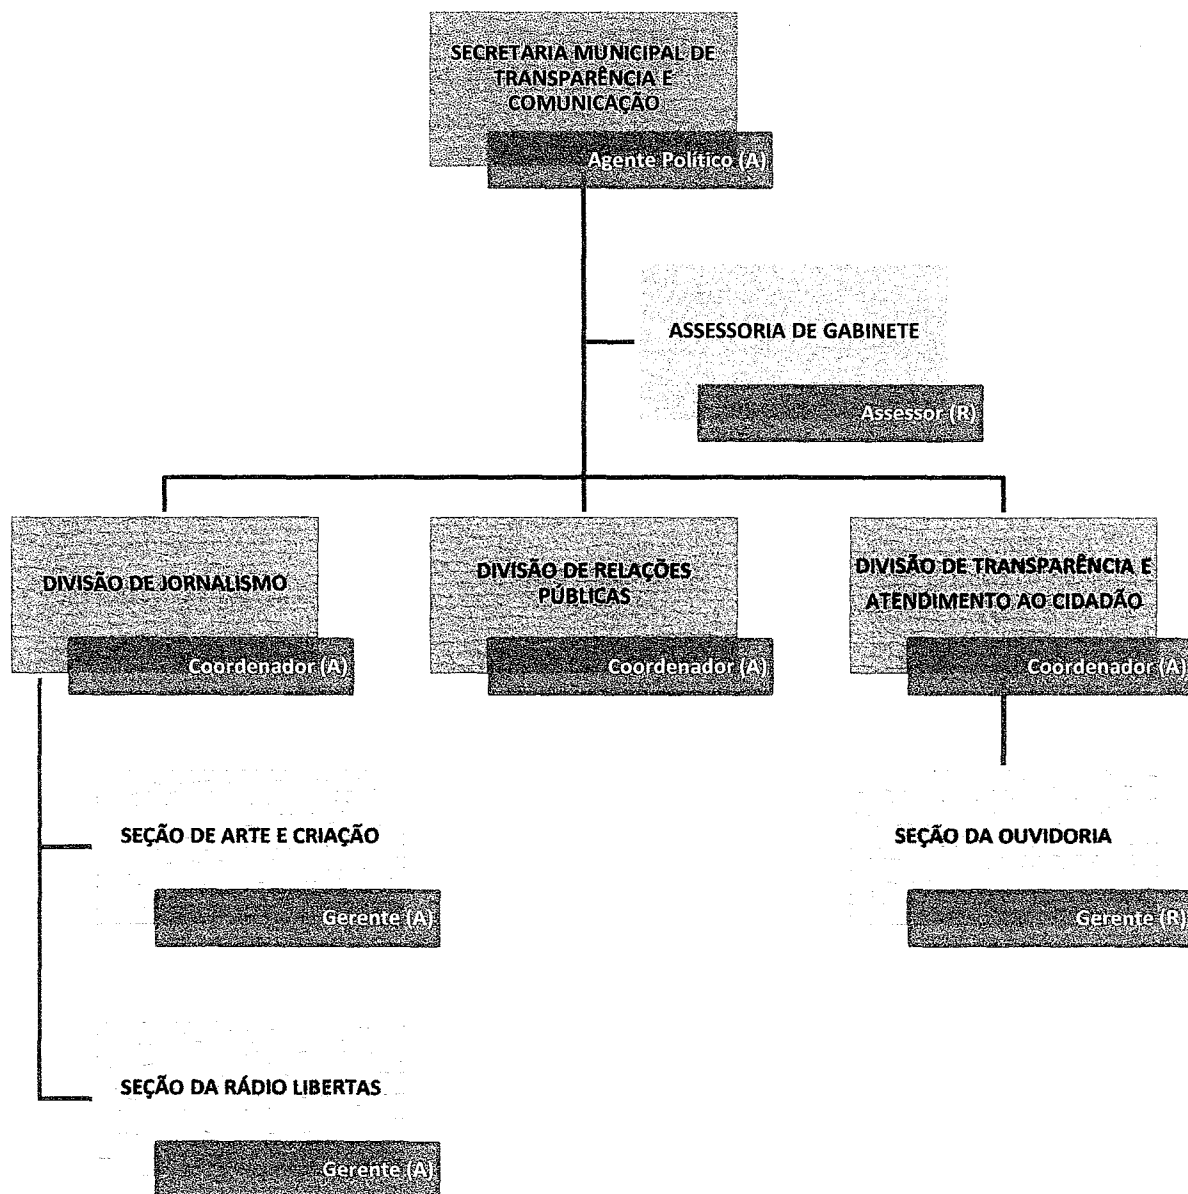 SECRETARIA MUNICIPAL DE
TRANSPARÊNCIA E
COMUNICAÇÃO
Agente Político (A)
ASSESSORIA DE GABINETE
Assessor (R)
DIVISÃO DE JORNALISMO
Coordenador (A)
DIVISÃO DE RELAÇÕES
PÚBLICAS
Coordenador (A)
DIVISÃO DE TRANSPARÊNCIA E
ATENDIMENTO AO CIDADÃO
Coordenador (A)
SEÇÃO DE ARTE E CRIAÇÃO
Gerente (A)
SEÇÃO DA OUVIDORIA
Gerente (R)
SEÇÃO DA RÁDIO LIBERTAS
Gerente (A)